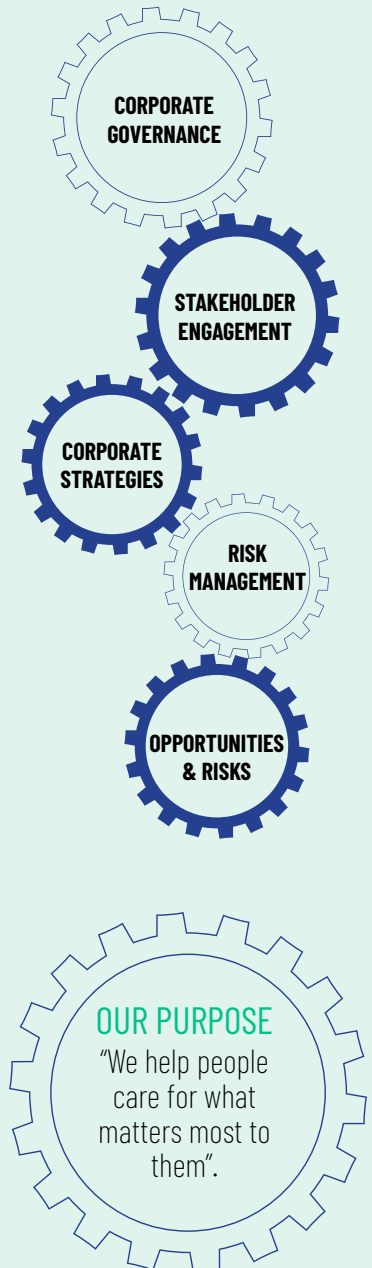 CORPORATE
GOVERNANCE
STAKEHOLDER
ENGAGEMENT
CORPORATE
STRATEGIES
RISK
MANAGEMENT
OPPORTUNITIES
& RISKS
OUR PURPOSE
“We help people
care for what
matters most to
them”.